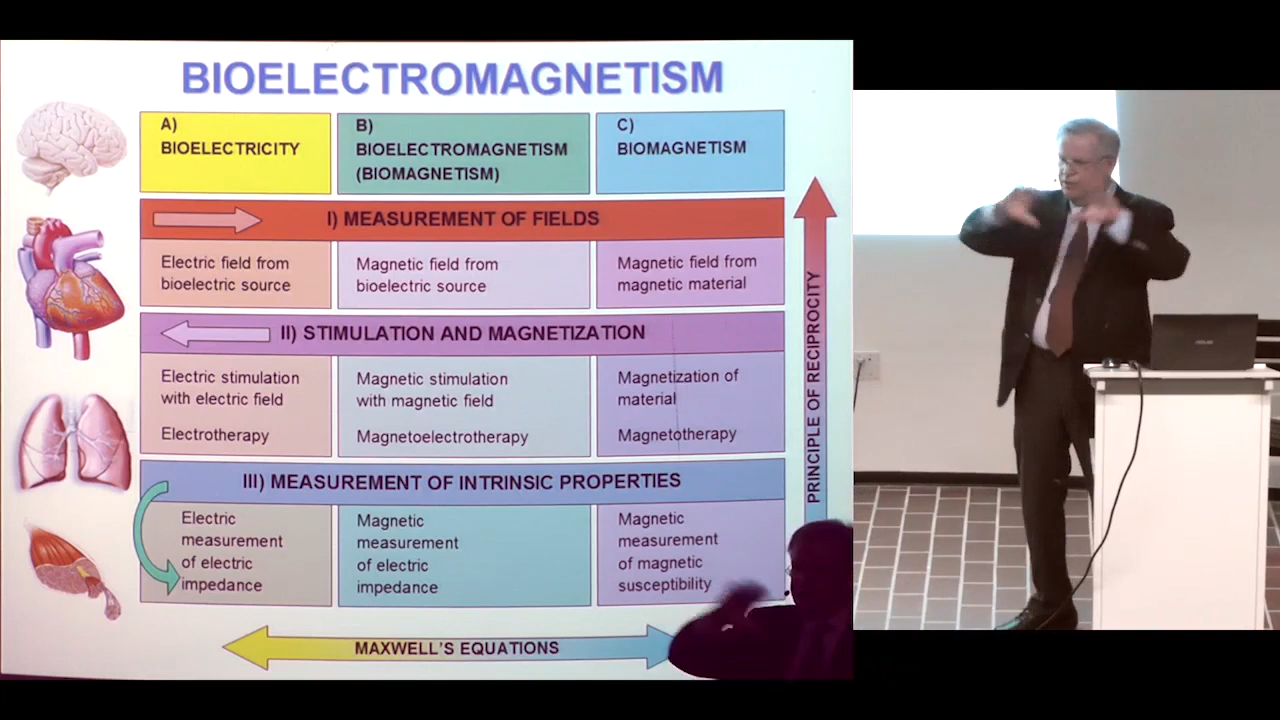 BIOELECTROMAGNETISM
A)
BIOELECTRICITY
B)
BIOELECTROMAGNETISM
(BIOMAGNETISM)
C)
BIOMAGNETISM
I) MEASUREMENT OF FIELDS
Electric field from
bioelectric source
Magnetic field from
bioelectric source
Magnetic field from
magnetic material
II) STIMULATION AND MAGNETIZATION
Electric stimulation
with electric field
Electrotherapy
Magnetic stimulation
with magnetic field
Magnetoelectrotherapy
Magnetization of
material
Magnetotherapy
III) MEASUREMENT OF INTRINSIC PROPERTIES
Electric
measurement
of electric
impedance
Magnetic
measurement
of electric
impedance
Magnetic
measurement
of magnetic
susceptibility
PRINCIPLE OF RECIPROCITY
MAXWELL'S EQUATIONS
ASUS